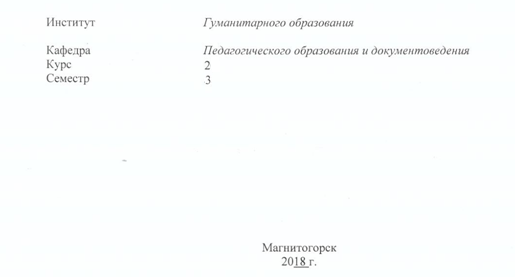 Институт Гуманитарного образования
Кафедра Педагогического образования и документоведения
Курс 2
Семестр 3
Магнитогорск
2018 г.